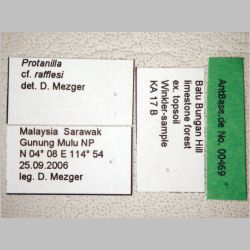 Protanilla
cf. rafflesi
det. D. Mezger
Malaysia Sarawak
Gunung Mulu NP
N 04° 08 E 114° 54
25.09.2006
leg. D. Mezger
Batu Bungan Hill
limestone forest
ex. topsoil
Winkler-sample
KA 17 B
AntBase.de No. 00469